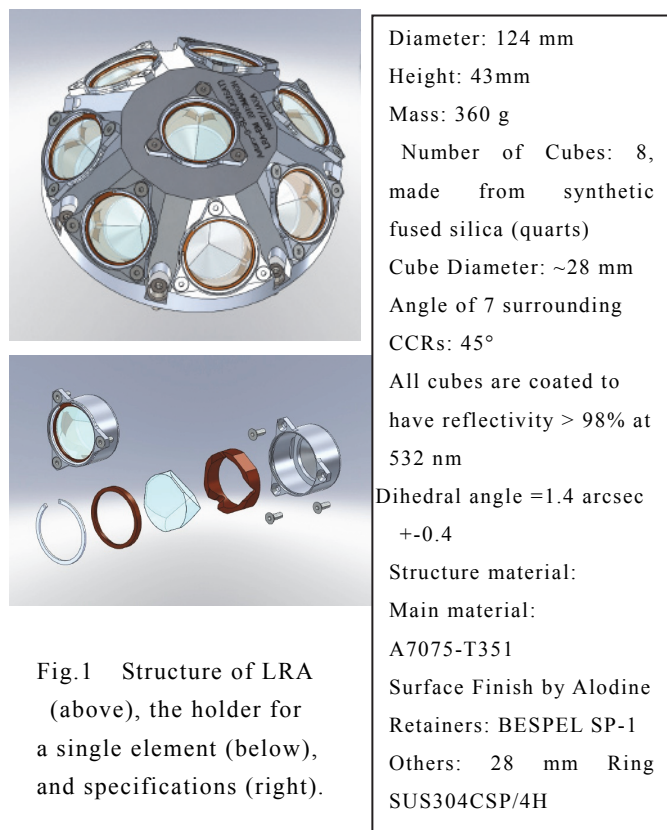 Diameter: 124 mm
Height: 43mm
Mass: 360 g
Number of Cubes: 8,
made from synthetic
fused silica (quarts)
Cube Diameter: ~28 mm
Angle of 7 surrounding
CCRs: 45°
All cubes are coated to
have reflectivity > 98% at
532 nm
Dihedral angle =1.4 arcsec
+-0.4
Structure material:
Main material:
A7075-T351
Surface Finish by Alodine
Retainers: BESPEL SP-1
Others: 28 mm Ring
SUS304CSP/4H
Fig.1 Structure of LRA
(above), the holder for
a single element (below),
and specifications (right).